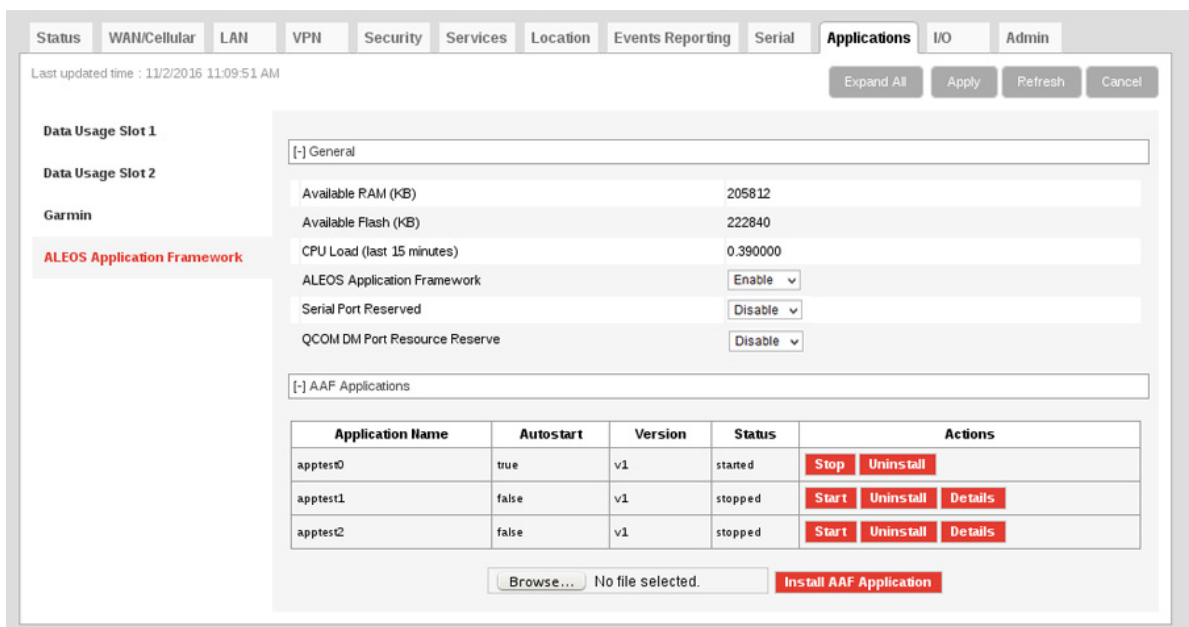 Status WAN/Cellular LAN VPN Security Services Location Events Reporting Serial Applications I/O Admin
Last updated time : 11/2/2016 11:09:51 AM
Expand All Apply Refresh Cancel
Data Usage Slot 1
Data Usage Slot 2
Garmin
ALEOS Application Framework
[-] General
Available RAM (KB) 205812
Available Flash (KB) 222840
CPU Load (last 15 minutes) 0.390000
ALEOS Application Framework Enable
Serial Port Reserved Disable
QCOM DM Port Resource Reserve Disable
[-] AAF Applications
Application Name Autostart Version Status Actions
apptest0 true v1 started Stop Uninstall
apptest1 false v1 stopped Start Uninstall Details
apptest2 false v1 stopped Start Uninstall Details
Browse... No file selected. Install AAF Application